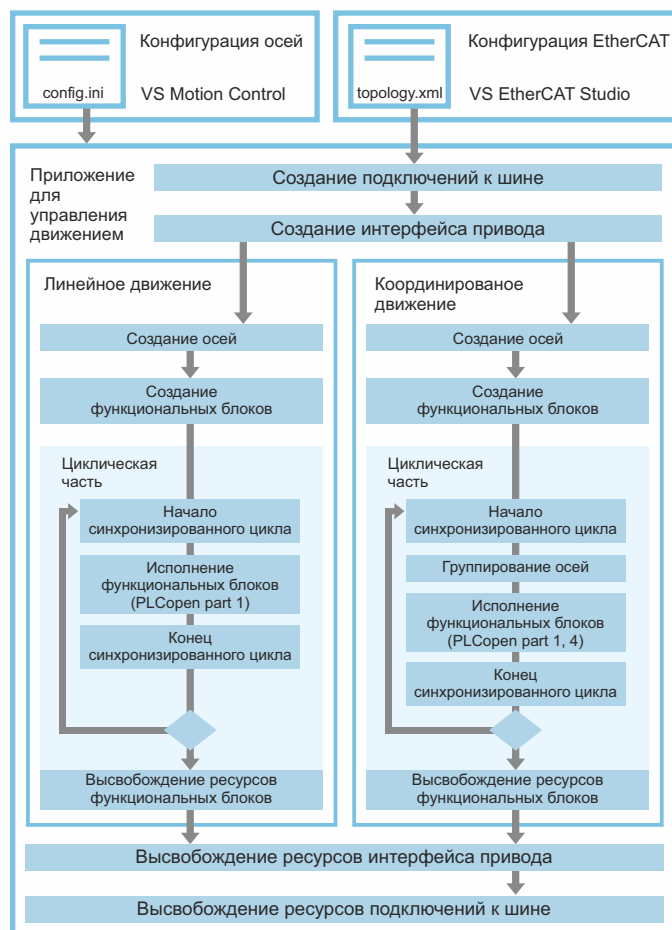 Конфигурация осей
config.ini
VS Motion Control
Конфигурация EtherCAT
topology.xml
VS EtherCAT Studio
Приложение
для
управления
движением
Создание подключений к шине
Создание интерфейса привода
Линейное движение
Создание осей
Создание
функциональных блоков
Циклическая
часть
Начало
синхронизированного цикла
Исполнение
функциональных блоков
(PLCopen part 1)
Конец
синхронизированного цикла
Высвобождение ресурсов
функциональных блоков
Координированое
движение
Создание осей
Создание
функциональных блоков
Циклическая
часть
Начало
синхронизированного цикла
Группирование осей
Исполнение
функциональных блоков
(PLCopen part 1, 4)
Конец
синхронизированного цикла
Высвобождение ресурсов
функциональных блоков
Высвобождение ресурсов интерфейса привода
Высвобождение ресурсов подключений к шине